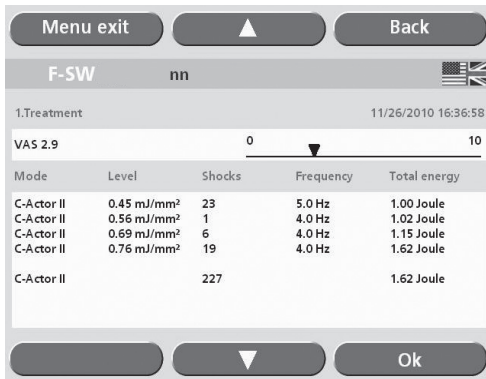 Menu exit Back
F-SW nn
1.Treatment 11/26/2010 16:36:58
VAS 2.9 0 10
Mode Level Shocks Frequency Total energy
C-Actor II 0.45 mJ/mm² 23 5.0 Hz 1.00 Joule
C-Actor II 0.56 mJ/mm² 1 4.0 Hz 1.02 Joule
C-Actor II 0.69 mJ/mm² 6 4.0 Hz 1.15 Joule
C-Actor II 0.76 mJ/mm² 19 4.0 Hz 1.62 Joule
C-Actor II 227 1.62 Joule
Ok